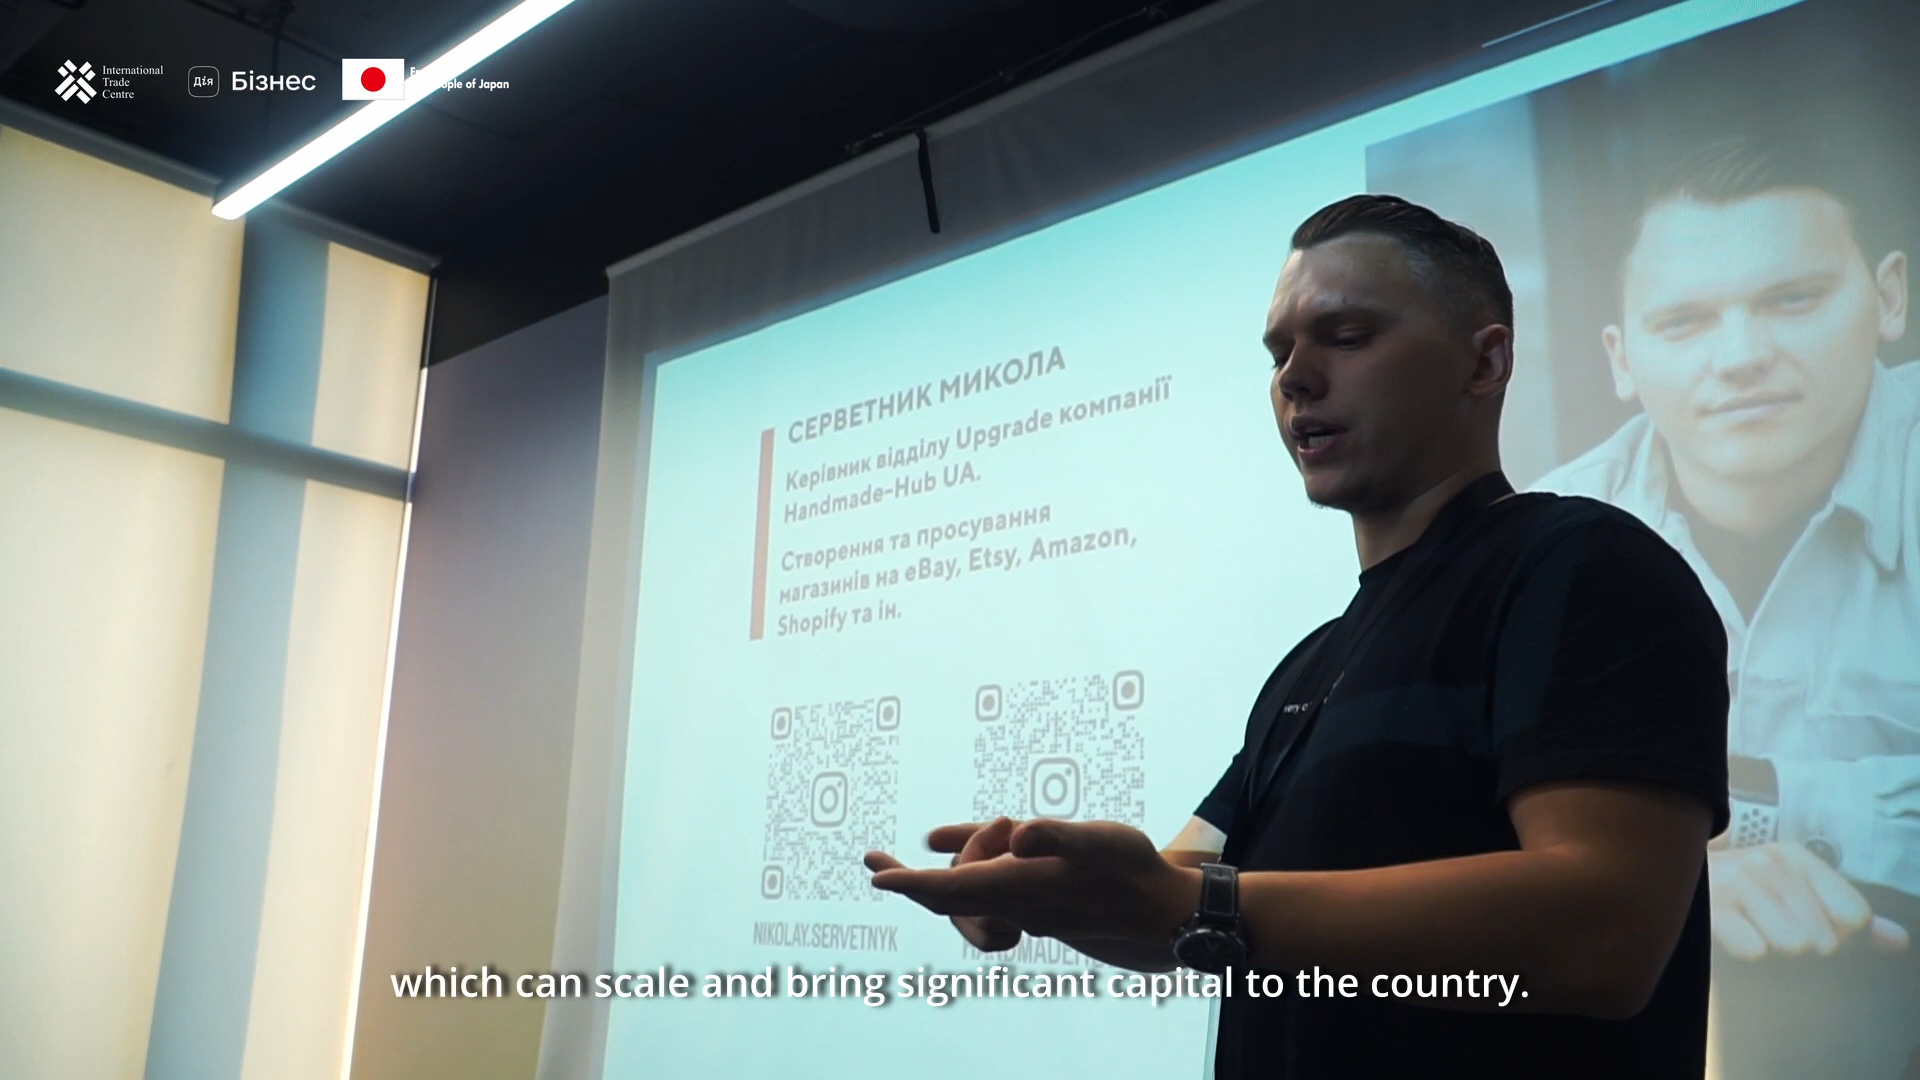 International
Trade
Centre
Дія
Бізнес
ople of Japan
СЕРВЕТНИК МИКОЛА
Керівник відділу Upgrade компанії
Handmade-Hub UA.
Створення та просування
магазинів на eBay, Etsy, Amazon,
Shopify та ін.
NIKOLAY.SERVETNYK
which can scale and bring significant capital to the country.